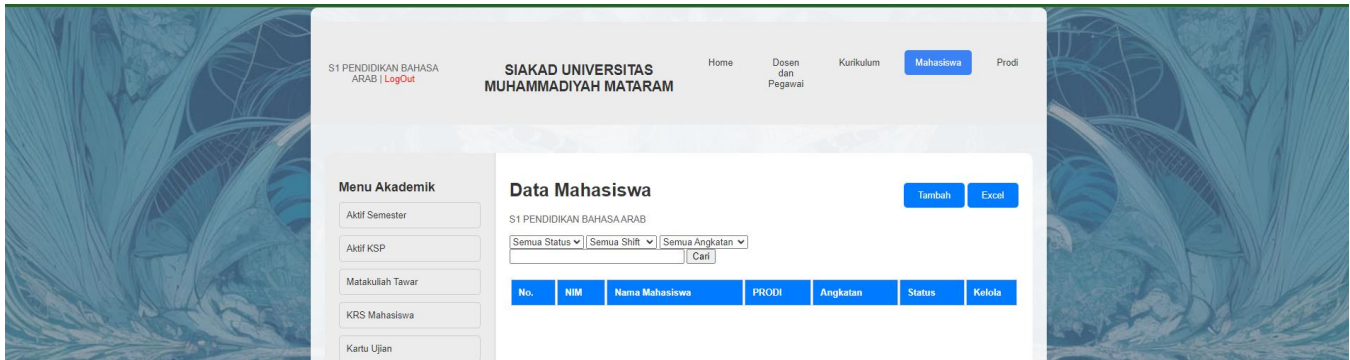 S1 PENDIDIKAN BAHASA
ARAB | LogOut
SIAKAD UNIVERSITAS
MUHAMMADIYAH MATARAM
Home
Dosen
dan
Pegawai
Kurikulum
Mahasiswa
Prodi
Menu Akademik
Aktif Semester
Aktif KSP
Matakuliah Tawar
KRS Mahasiswa
Kartu Ujian
Data Mahasiswa
Tambah
Excel
S1 PENDIDIKAN BAHASA ARAB
Semua Status Semua Shift Semua Angkatan
Cari
No. NIM Nama Mahasiswa PRODI Angkatan Status Kelola